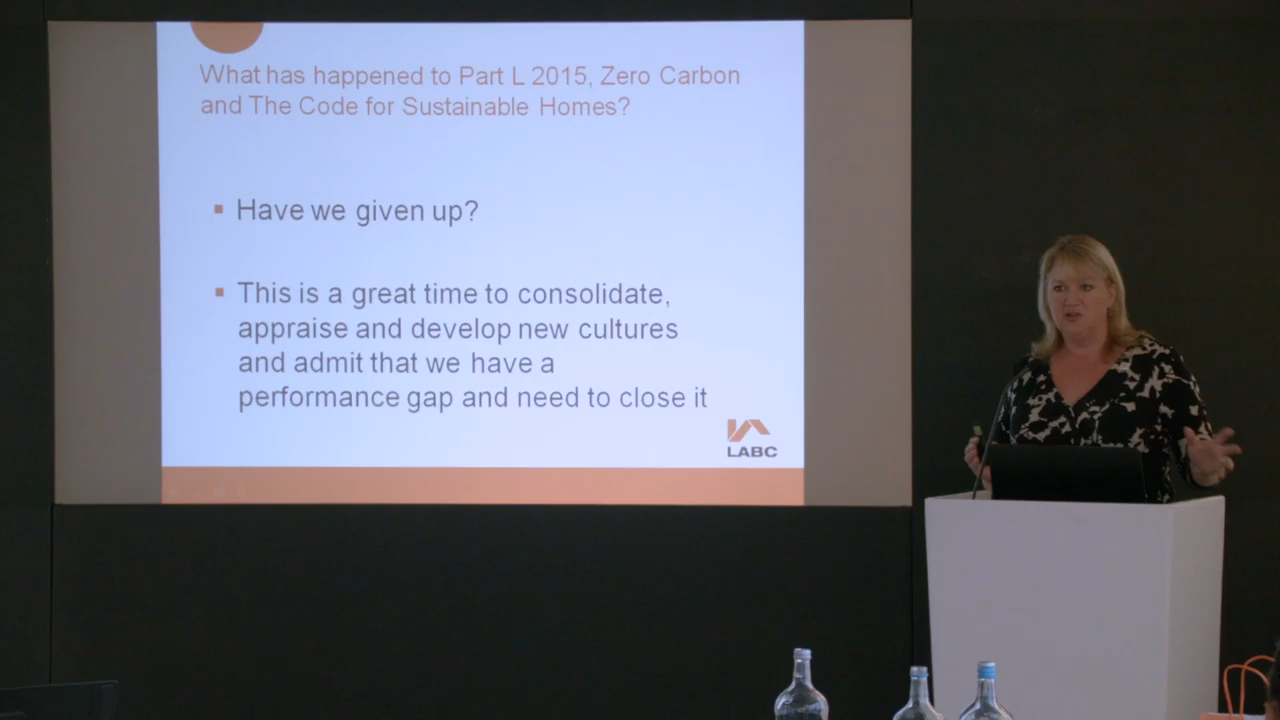 What has happened to Part L 2015, Zero Carbon
and The Code for Sustainable Homes?
▪ Have we given up?
▪ This is a great time to consolidate,
appraise and develop new cultures
and admit that we have a
performance gap and need to close it
LABC